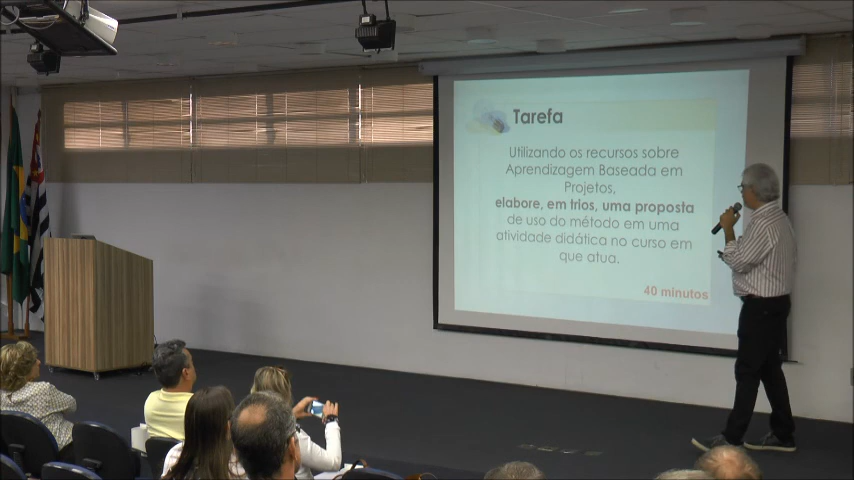 Tarefa
Utilizando os recursos sobre
Aprendizagem Baseada em
Projetos,
elabore, em trios, uma proposta
de uso do método em uma
atividade didática no curso em
que atua.
40 minutos